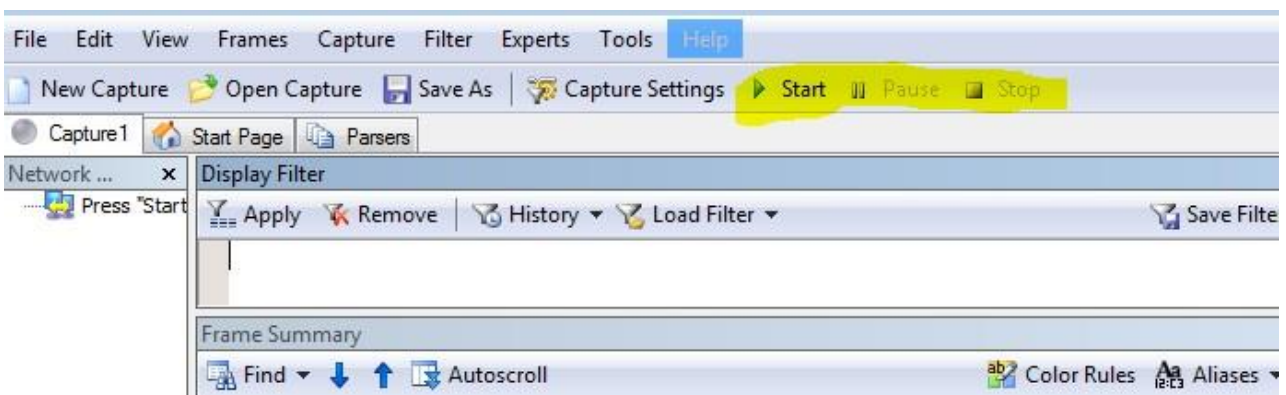 File Edit View Frames Capture Filter Experts Tools Help
New Capture Open Capture Save As Capture Settings Start Pause Stop
Capture1 Start Page Parsers
Network ... x Display Filter
Press "Start Apply Remove History Load Filter Save Filte
Frame Summary
Find Autoscroll Color Rules Aliases